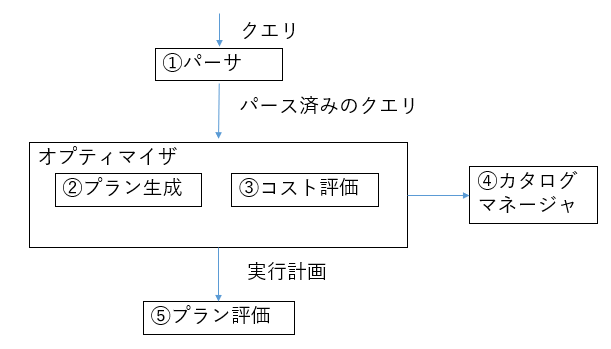 クエリ
①パーサ
パース済みのクエリ
オプティマイザ
②プラン生成
③コスト評価
④カタログ
マネージャ
実行計画
⑤プラン評価